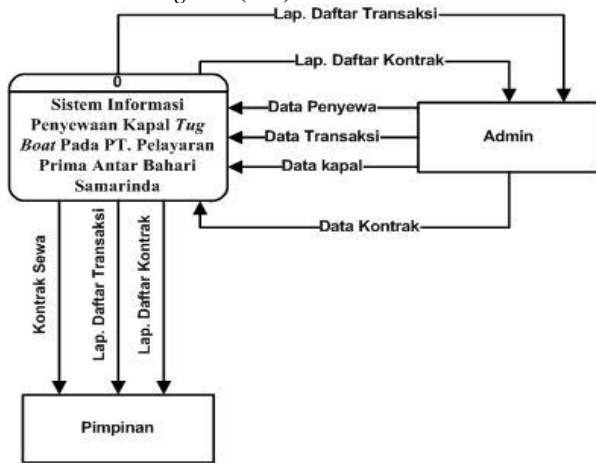 Lap. Daftar Transaksi
0
Lap. Daftar Kontrak
Sistem Informasi
Penyewaan Kapal Tug
Boat Pada PT. Pelayaran
Prima Antar Bahari
Samarinda
Data Penyewa
Data Transaksi
Data kapal
Admin
Data Kontrak
Kontrak Sewa
Lap. Daftar Transaksi
Lap. Daftar Kontrak
Pimpinan